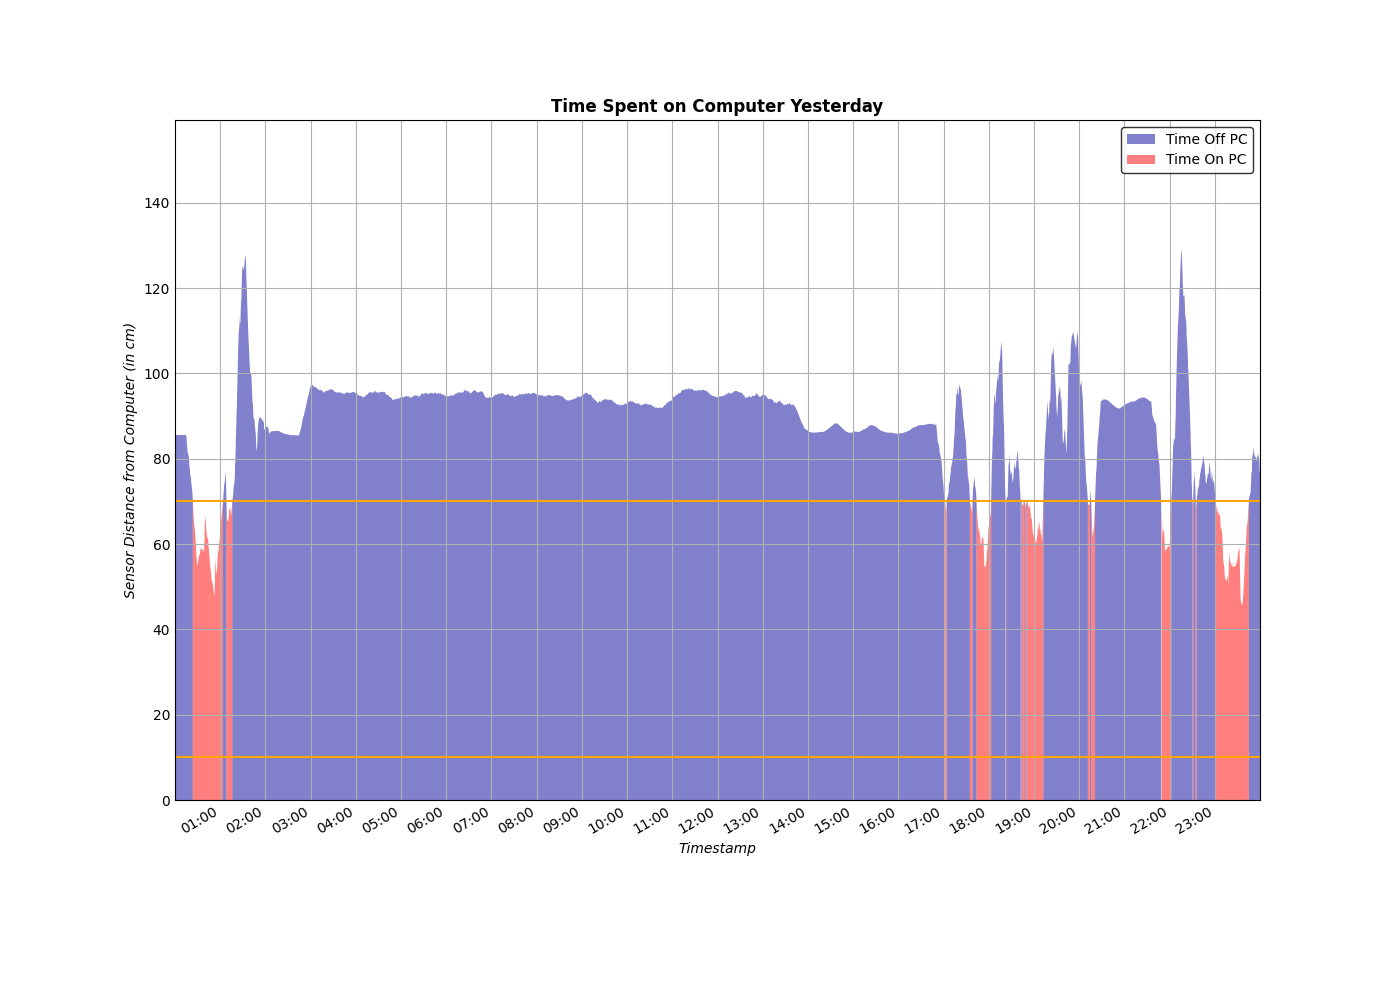 Time Spent on Computer Yesterday
Time Off PC
Time On PC
Sensor Distance from Computer (in cm)
140
120
100
80
60
40
20
0
01:00 02:00 03:00 04:00 05:00 06:00 07:00 08:00 09:00 10:00 11:00 12:00 13:00 14:00 15:00 16:00 17:00 18:00 19:00 20:00 21:00 22:00 23:00
Timestamp